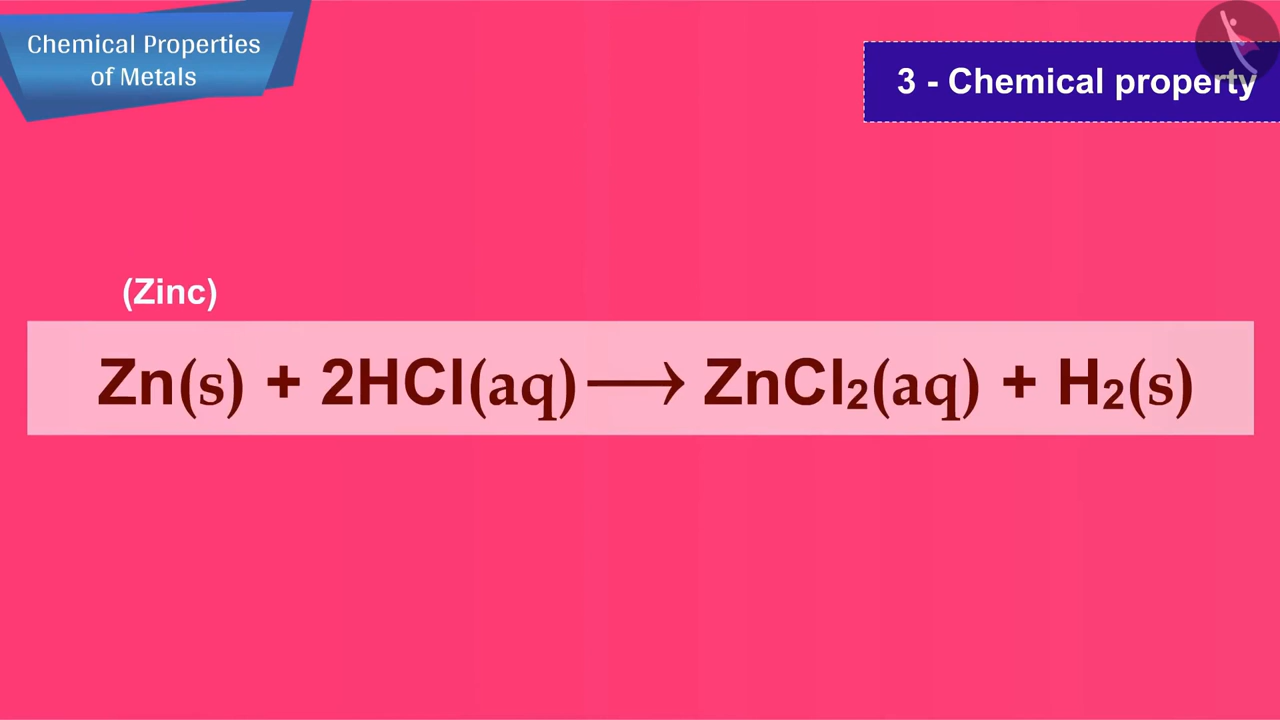 Chemical Properties
of Metals
3 - Chemical property
(Zinc)
Zn(s) + 2HCl(aq) ⟶ ZnCl₂(aq) + H₂(s)